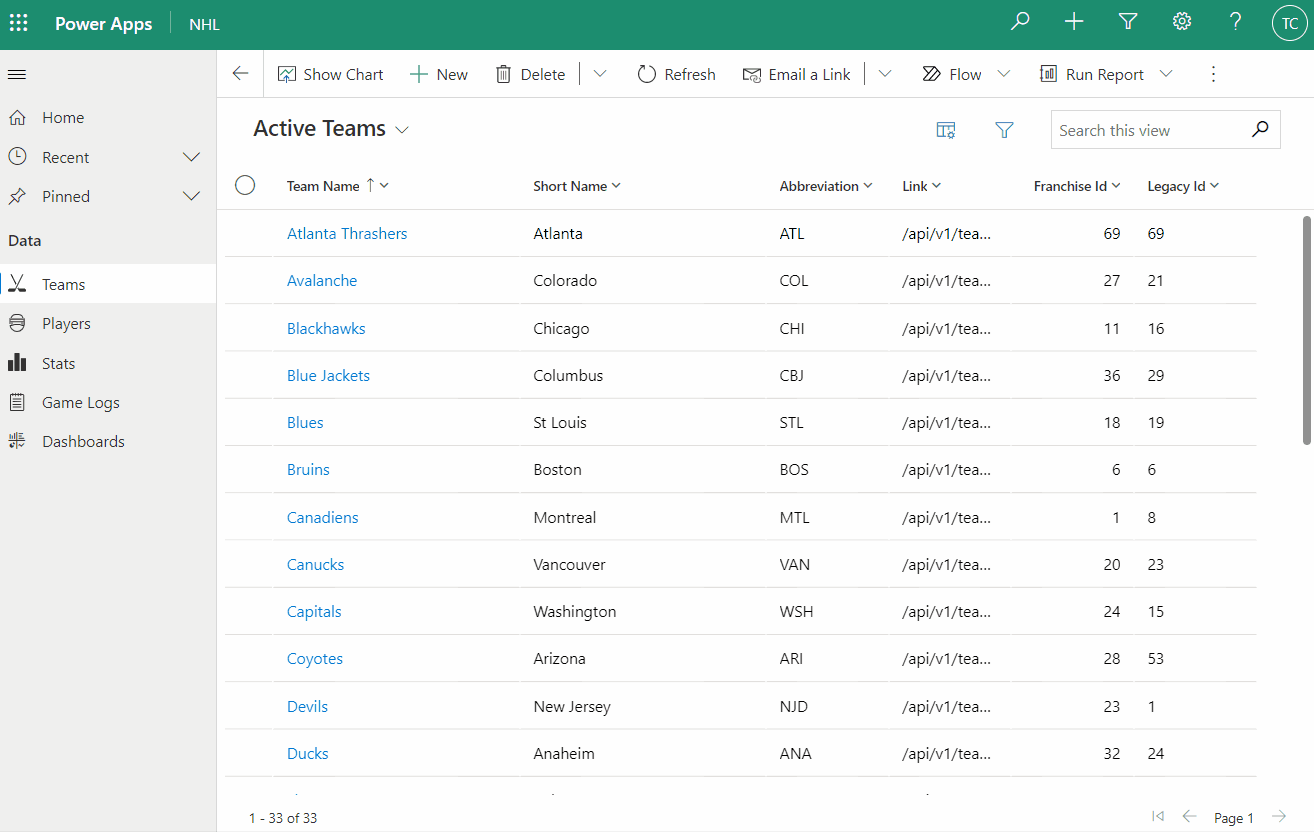 Power Apps NHL TC
Show Chart New Delete Refresh Email a Link Flow Run Report
Home
Recent
Pinned
Data
Teams
Players
Stats
Game Logs
Dashboards
Active Teams Search this view
Team Name Short Name Abbreviation Link Franchise Id Legacy Id
Atlanta Thrashers Atlanta ATL /api/v1/tea... 69 69
Avalanche Colorado COL /api/v1/tea... 27 21
Blackhawks Chicago CHI /api/v1/tea... 11 16
Blue Jackets Columbus CBJ /api/v1/tea... 36 29
Blues St Louis STL /api/v1/tea... 18 19
Bruins Boston BOS /api/v1/tea... 6 6
Canadiens Montreal MTL /api/v1/tea... 1 8
Canucks Vancouver VAN /api/v1/tea... 20 23
Capitals Washington WSH /api/v1/tea... 24 15
Coyotes Arizona ARI /api/v1/tea... 28 53
Devils New Jersey NJD /api/v1/tea... 23 1
Ducks Anaheim ANA /api/v1/tea... 32 24
1 - 33 of 33 Page 1